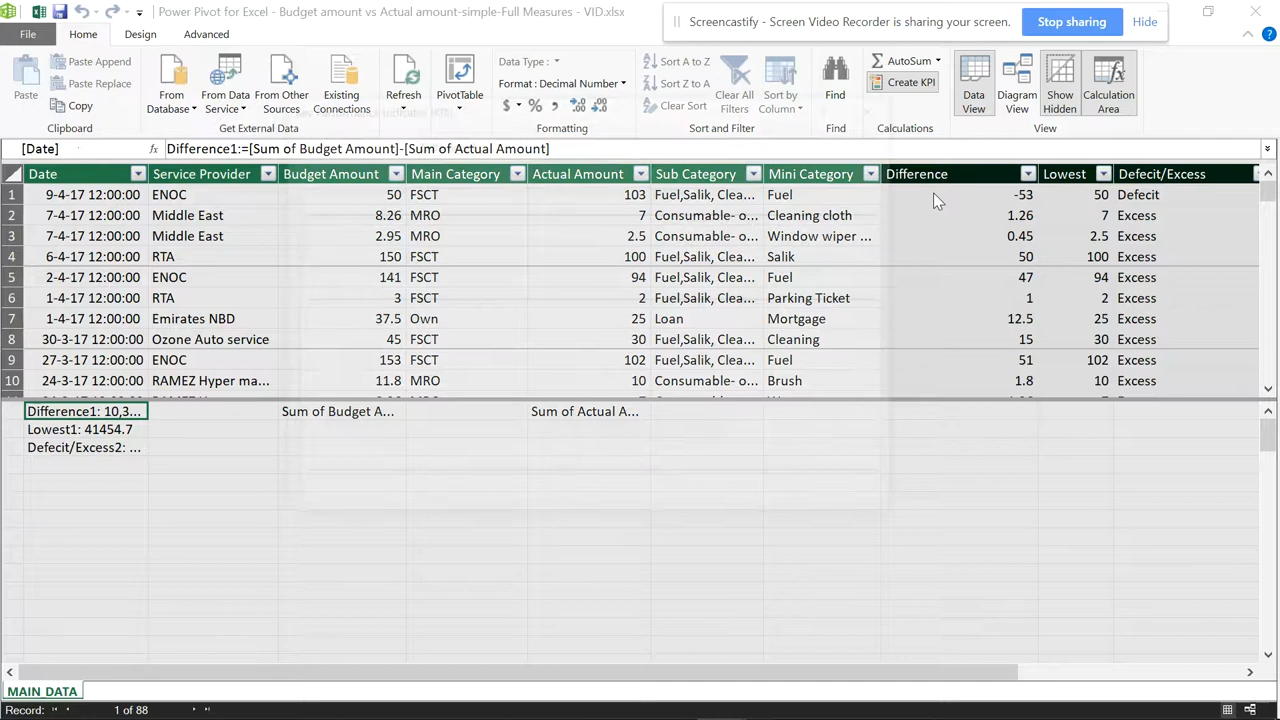 Power Pivot for Excel - Budget amount vs Actual amount-simple-Full Measures - VID.xlsx
Screencastify - Screen Video Recorder is sharing your screen. Stop sharing Hide
File Home Design Advanced
Paste
Paste Append
Paste Replace
Copy
Clipboard
From Database
From Data Service
From Other Sources
Existing Connections
Get External Data
Refresh
PivotTable
Data Type :
Format : Decimal Number
$ % ,
Formatting
Sort A to Z
Sort Z to A
Clear Sort
Clear All Filters
Sort by Column
Sort and Filter
Find
Find
AutoSum
Create KPI
Calculations
Data View
Diagram View
Show Hidden
Calculation Area
View
[Date] fx Difference1:=[Sum of Budget Amount]-[Sum of Actual Amount]
Date Service Provider Budget Amount Main Category Actual Amount Sub Category Mini Category Difference Lowest Defecit/Excess
1 9-4-17 12:00:00 ENOC 50 FSCT 103 Fuel,Salik, Clea... Fuel -53 50 Defecit
2 7-4-17 12:00:00 Middle East 8.26 MRO 7 Consumable- o... Cleaning cloth 1.26 7 Excess
3 7-4-17 12:00:00 Middle East 2.95 MRO 2.5 Consumable- o... Window wiper ... 0.45 2.5 Excess
4 6-4-17 12:00:00 RTA 150 FSCT 100 Fuel,Salik, Clea... Salik 50 100 Excess
5 2-4-17 12:00:00 ENOC 141 FSCT 94 Fuel,Salik, Clea... Fuel 47 94 Excess
6 1-4-17 12:00:00 RTA 3 FSCT 2 Fuel,Salik, Clea... Parking Ticket 1 2 Excess
7 1-4-17 12:00:00 Emirates NBD 37.5 Own 25 Loan Mortgage 12.5 25 Excess
8 30-3-17 12:00:00 Ozone Auto service 45 FSCT 30 Fuel,Salik, Clea... Cleaning 15 30 Excess
9 27-3-17 12:00:00 ENOC 153 FSCT 102 Fuel,Salik, Clea... Fuel 51 102 Excess
10 24-3-17 12:00:00 RAMEZ Hyper ma... 11.8 MRO 10 Consumable- o... Brush 1.8 10 Excess
Difference1: 10,3... Sum of Budget A... Sum of Actual A...
Lowest1: 41454.7
Defecit/Excess2: ...
MAIN_DATA
Record: 1 of 88